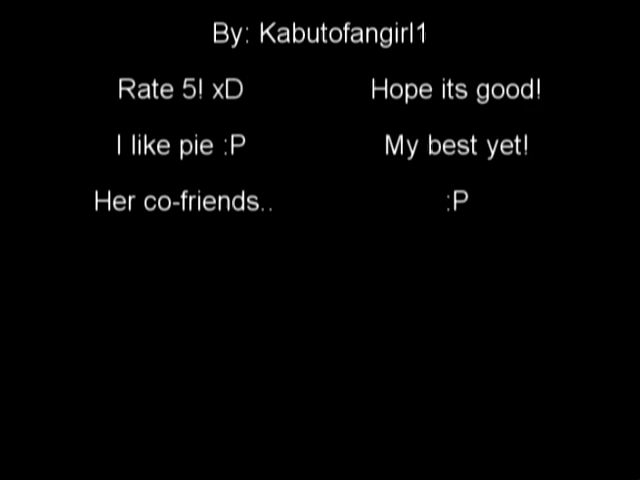 By: Kabutofangirl1
Rate 5! xD Hope its good!
I like pie :P My best yet!
Her co-friends.. :P